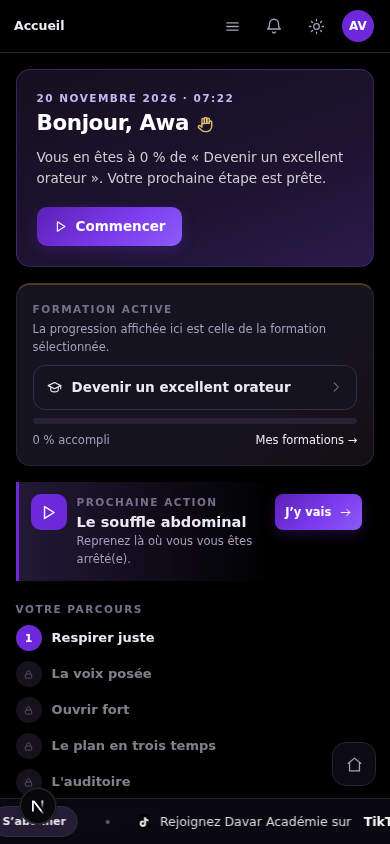 Accueil
AV
20 NOVEMBRE 2026 · 07:22
Bonjour, Awa
Vous en êtes à 0 % de « Devenir un excellent
orateur ». Votre prochaine étape est prête.
Commencer
FORMATION ACTIVE
La progression affichée ici est celle de la formation
sélectionnée.
Devenir un excellent orateur
0 % accompli
Mes formations →
PROCHAINE ACTION
Le souffle abdominal
Reprenez là où vous vous êtes
arrêté(e).
J’y vais →
VOTRE PARCOURS
1 Respirer juste
La voix posée
Ouvrir fort
Le plan en trois temps
L'auditoire
N
Rejoignez Davar Académie sur